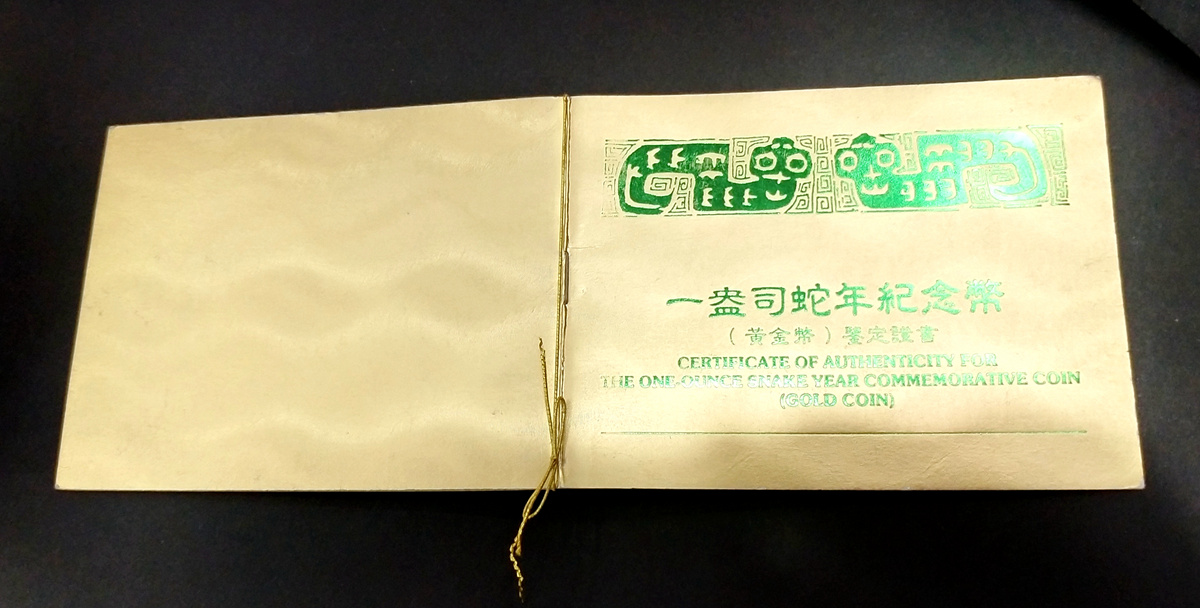 一盎司蛇年紀念幣
(黃金幣)鑒定證書
CERTIFICATE OF AUTHENTICITY FOR
THE ONE-OUNCE SNAKE YEAR COMMEMORATIVE COIN
(GOLD COIN)